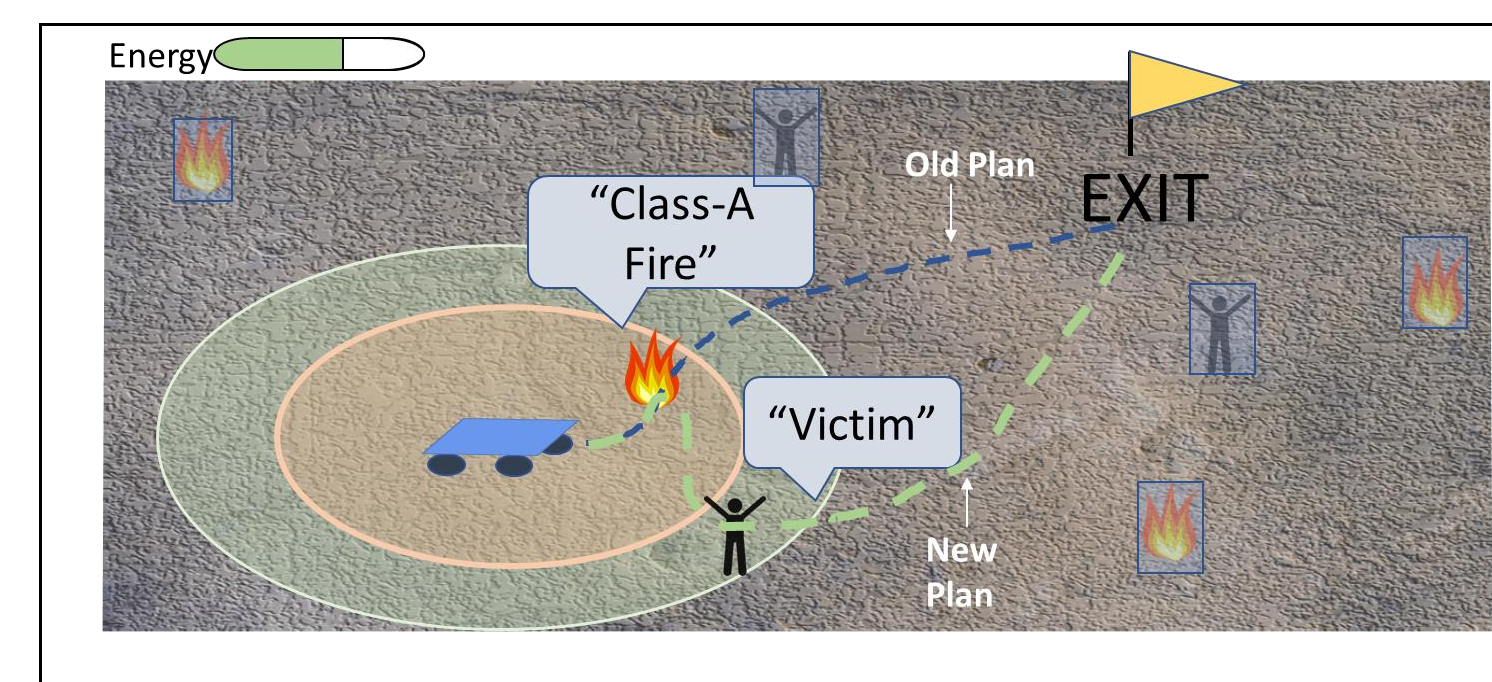 Energy
Old Plan
EXIT
“Class-A
Fire”
“Victim”
New
Plan